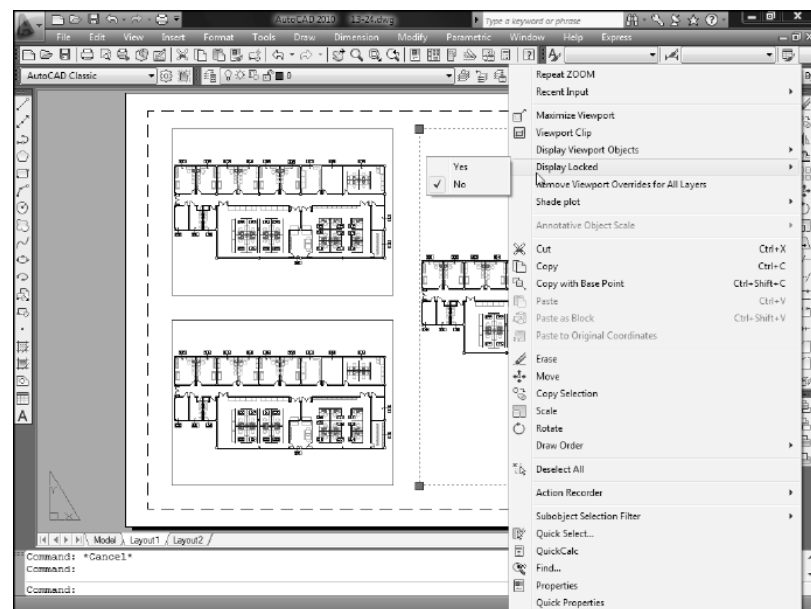 AutoCAD 2010 13-24.dwg
Type a keyword or phrase
File Edit View Insert Format Tools Draw Dimension Modify Parametric Window Help Express
AutoCAD Classic
0
Repeat ZOOM
Recent Input
Maximize Viewport
Viewport Clip
Display Viewport Objects
Display Locked
Yes
No
Remove Viewport Overrides for All Layers
Shade plot
Annotative Object Scale
Cut Ctrl+X
Copy Ctrl+C
Copy with Base Point Ctrl+Shift+C
Paste Ctrl+V
Paste as Block Ctrl+Shift+V
Paste to Original Coordinates
Erase
Move
Copy Selection
Scale
Rotate
Draw Order
Deselect All
Action Recorder
Subobject Selection Filter
Quick Select...
QuickCalc
Find...
Properties
Quick Properties
A
Model Layout1 Layout2
Command: *Cancel*
Command:
Command: